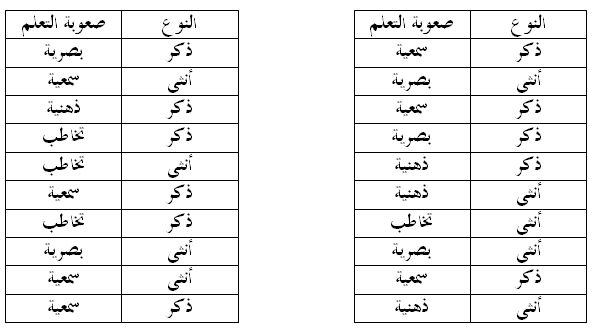 النوع صعوبة التعلم
ذكر سمعية
أنثى بصرية
ذكر سمعية
ذكر بصرية
ذكر ذهنية
أنثى ذهنية
أنثى تخاطب
أنثى بصرية
ذكر سمعية
أنثى ذهنية
النوع صعوبة التعلم
ذكر بصرية
أنثى سمعية
ذكر ذهنية
ذكر تخاطب
أنثى تخاطب
ذكر سمعية
ذكر تخاطب
أنثى بصرية
أنثى سمعية
ذكر سمعية